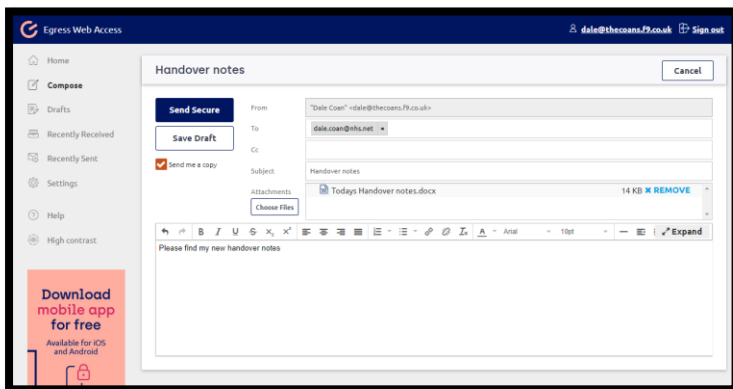 Egress Web Access
dale@thecoans.f9.co.uk Sign out
Home
Compose
Drafts
Recently Received
Recently Sent
Settings
Help
High contrast
Download
mobile app
for free
Available for iOS
and Android
Handover notes
Cancel
Send Secure
Save Draft
Send me a copy
From
"Dale Coan" <dale@thecoans.f9.co.uk>
To
dale.coan@nhs.net
Cc
Subject
Handover notes
Attachments
Choose Files
Todays Handover notes.docx
14 KB REMOVE
B I U S X₂ X² A Arial 10pt Expand
Please find my new handover notes